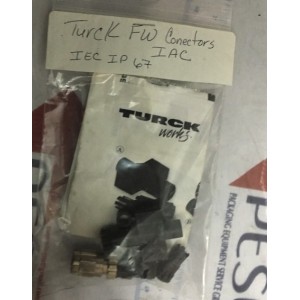 Turck FW Conectors
IAC
IEC IP 67
TURCK
works
PACKAGING EQUIPMENT SERVICE
PES